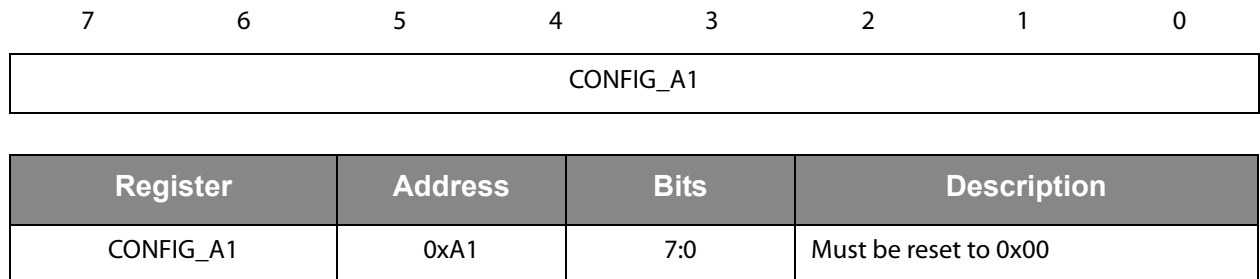 7 6 5 4 3 2 1 0
CONFIG_A1
Register Address Bits Description
CONFIG_A1 0xA1 7:0 Must be reset to 0x00